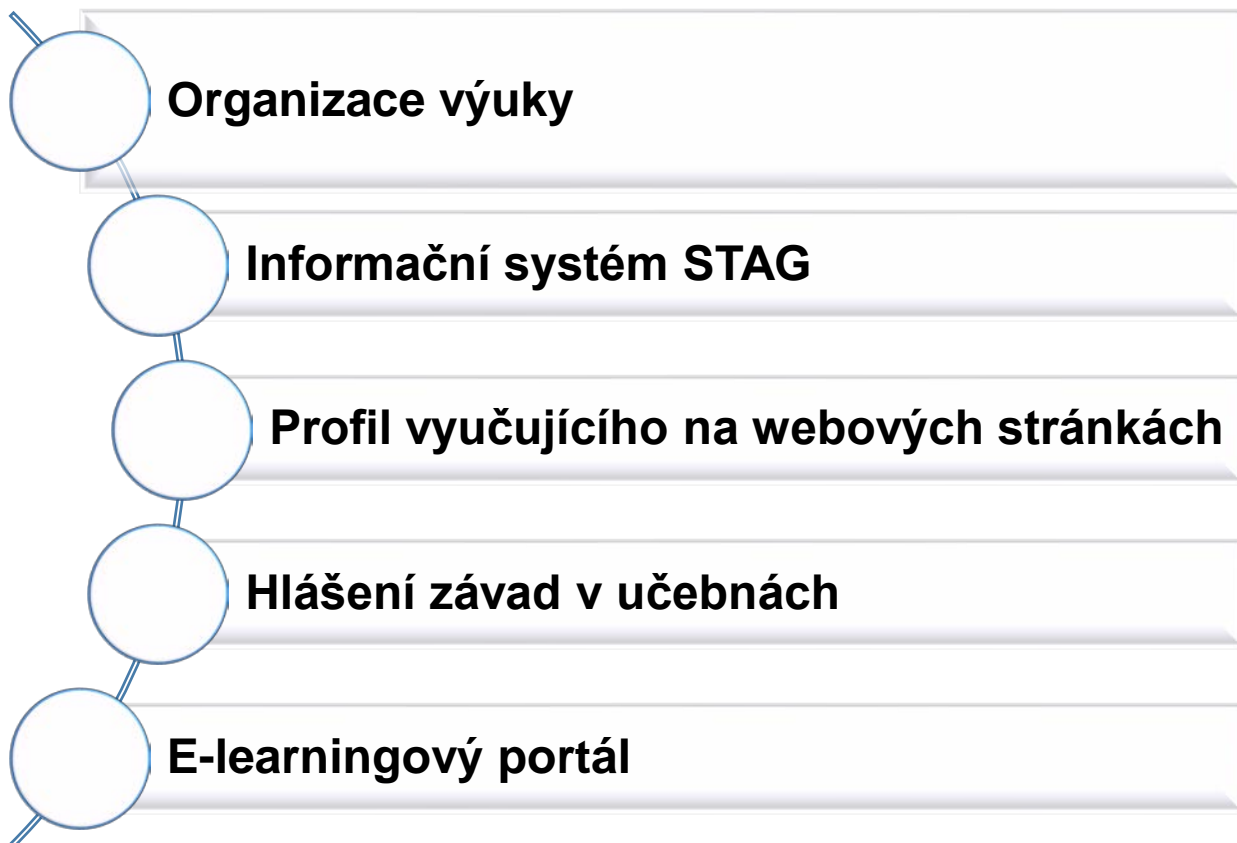 Organizace výuky
Informační systém STAG
Profil vyučujícího na webových stránkách
Hlášení závad v učebnách
E-learningový portál